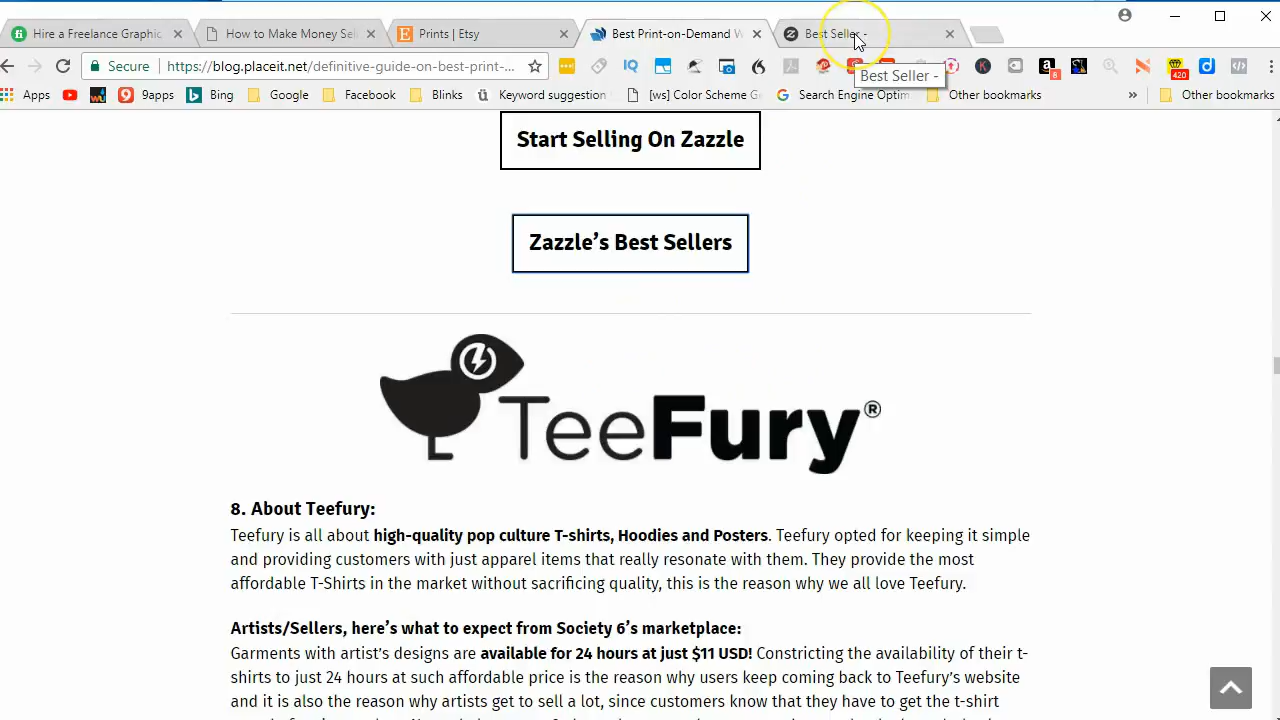 Hire a Freelance Graphic
How to Make Money Sel
Prints | Etsy
Best Print-on-Demand W
Best Seller -
Secure
https://blog.placeit.net/definitive-guide-on-best-print-...
Best Seller -
6
420
Apps
9apps
Bing
Google
Facebook
Blinks
Keyword suggestion
[ws] Color Scheme Ge
Search Engine Optim
Other bookmarks
»
Other bookmarks
Start Selling On Zazzle
Zazzle’s Best Sellers
TeeFury®
8. About Teefury:
Teefury is all about high-quality pop culture T-shirts, Hoodies and Posters. Teefury opted for keeping it simple
and providing customers with just apparel items that really resonate with them. They provide the most
affordable T-Shirts in the market without sacrificing quality, this is the reason why we all love Teefury.
Artists/Sellers, here’s what to expect from Society 6’s marketplace:
Garments with artist’s designs are available for 24 hours at just $11 USD! Constricting the availability of their t-
shirts to just 24 hours at such affordable price is the reason why users keep coming back to Teefury’s website
and it is also the reason why artists get to sell a lot, since customers know that they have to get the t-shirt